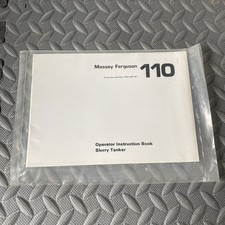 Massey Ferguson 110
Operator Instruction Book
Slurry Tanker